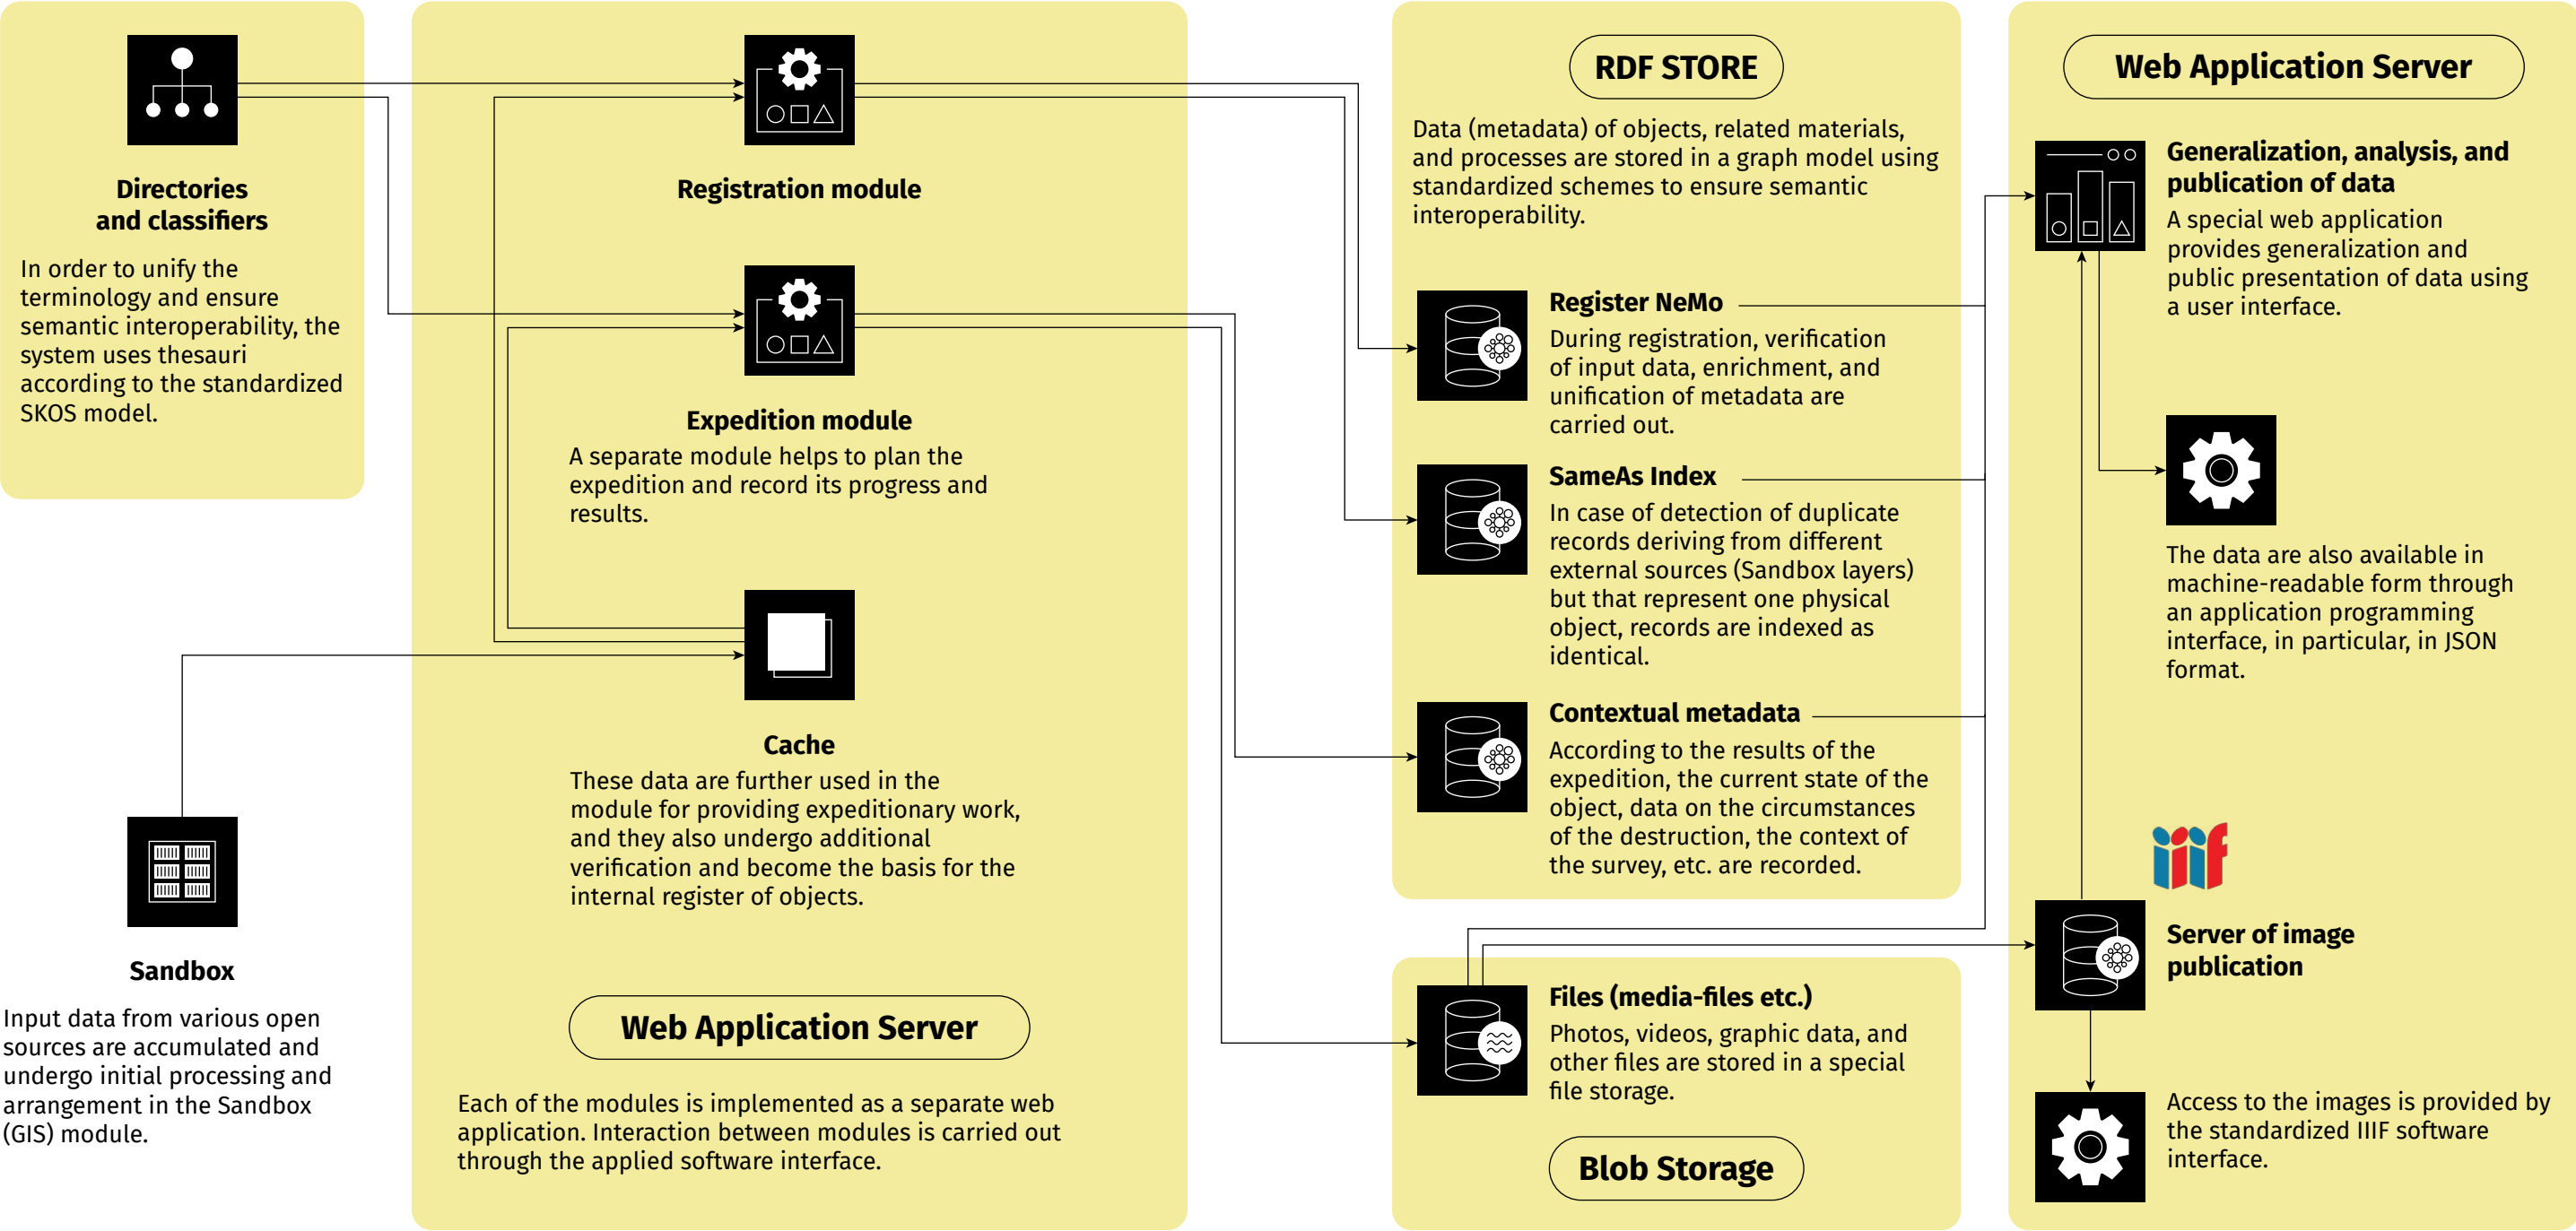 Directories
and classifiers
In order to unify the
terminology and ensure
semantic interoperability, the
system uses thesauri
according to the standardized
SKOS model.
Sandbox
Input data from various open
sources are accumulated and
undergo initial processing and
arrangement in the Sandbox
(GIS) module.
Registration module
Expedition module
A separate module helps to plan the
expedition and record its progress and
results.
Cache
These data are further used in the
module for providing expeditionary work,
and they also undergo additional
verification and become the basis for the
internal register of objects.
Web Application Server
Each of the modules is implemented as a separate web
application. Interaction between modules is carried out
through the applied software interface.
RDF STORE
Data (metadata) of objects, related materials,
and processes are stored in a graph model using
standardized schemes to ensure semantic
interoperability.
Register NeMo
During registration, verification
of input data, enrichment, and
unification of metadata are
carried out.
SameAs Index
In case of detection of duplicate
records deriving from different
external sources (Sandbox layers)
but that represent one physical
object, records are indexed as
identical.
Contextual metadata
According to the results of the
expedition, the current state of the
object, data on the circumstances
of the destruction, the context of
the survey, etc. are recorded.
Files (media-files etc.)
Photos, videos, graphic data, and
other files are stored in a special
file storage.
Blob Storage
Web Application Server
Generalization, analysis, and
publication of data
A special web application
provides generalization and
public presentation of data using
a user interface.
The data are also available in
machine-readable form through
an application programming
interface, in particular, in JSON
format.
iiif
Server of image
publication
Access to the images is provided by
the standardized IIIF software
interface.